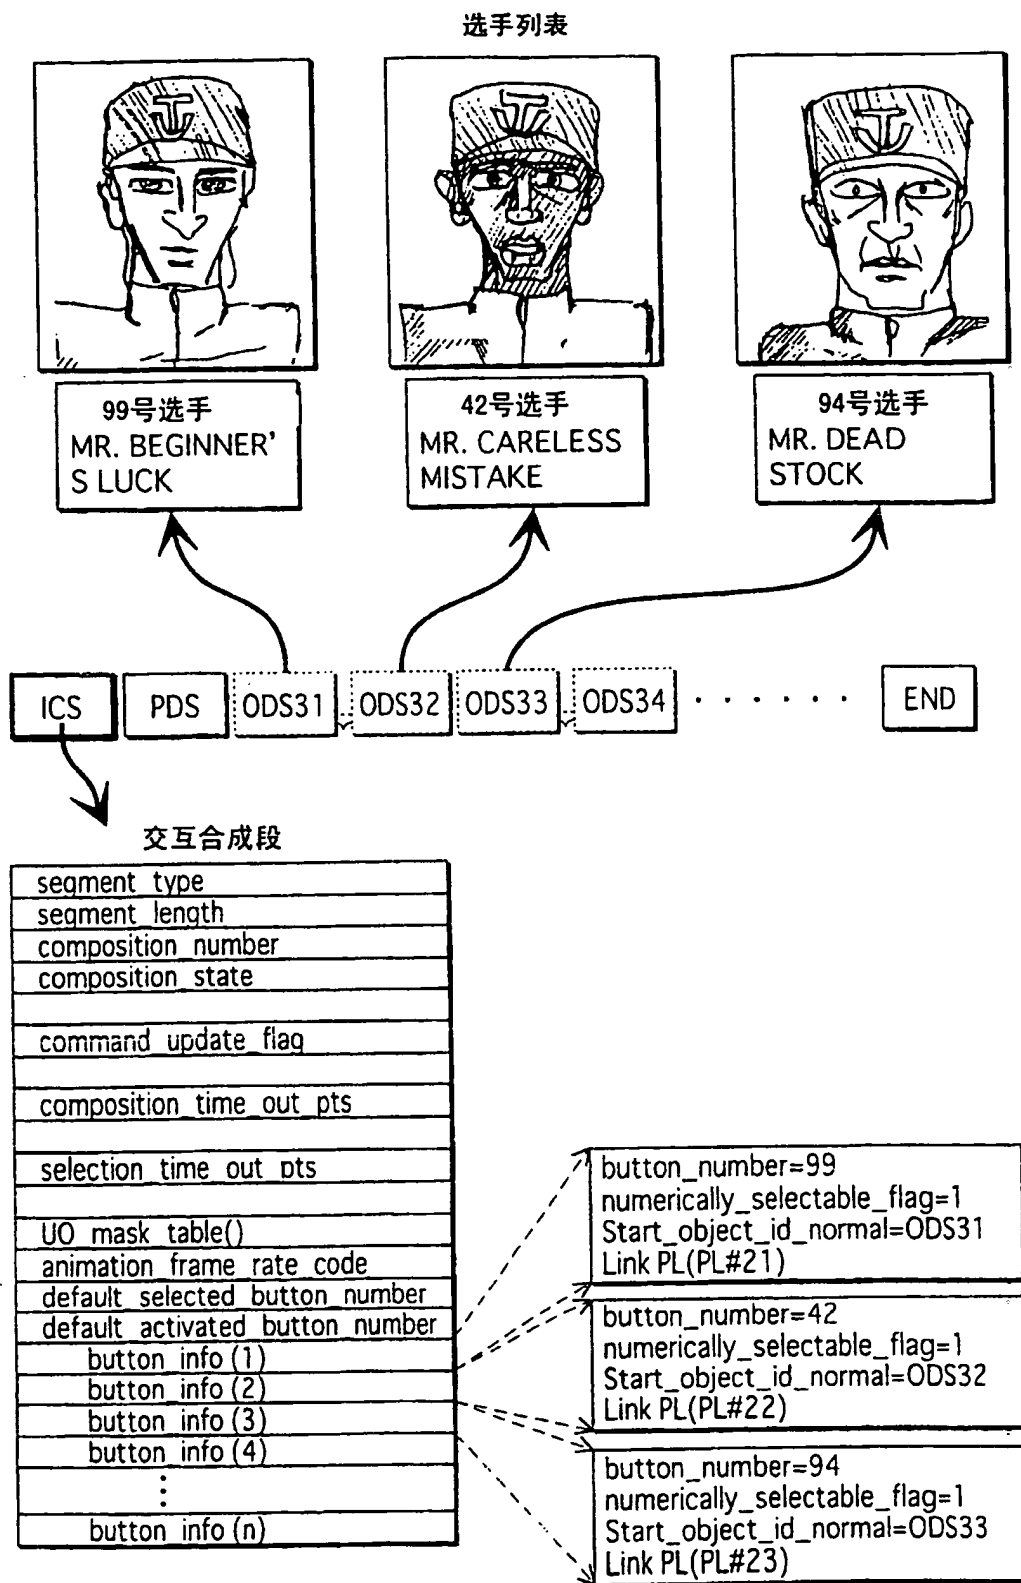 选手列表
99号选手
MR. BEGINNER'
S LUCK
42号选手
MR. CARELESS
MISTAKE
94号选手
MR. DEAD
STOCK
ICS
PDS
ODS31
ODS32
ODS33
ODS34
· · · · · ·
END
交互合成段
segment_type
segment_length
composition_number
composition_state
command_update_flag
composition_time_out_pts
selection_time_out_pts
UO_mask_table()
animation_frame_rate_code
default_selected_button_number
default_activated_button_number
button_info (1)
button_info (2)
button_info (3)
button_info (4)
⋮
button_info (n)
button_number=99
numerically_selectable_flag=1
Start_object_id_normal=ODS31
Link PL(PL#21)
button_number=42
numerically_selectable_flag=1
Start_object_id_normal=ODS32
Link PL(PL#22)
button_number=94
numerically_selectable_flag=1
Start_object_id_normal=ODS33
Link PL(PL#23)